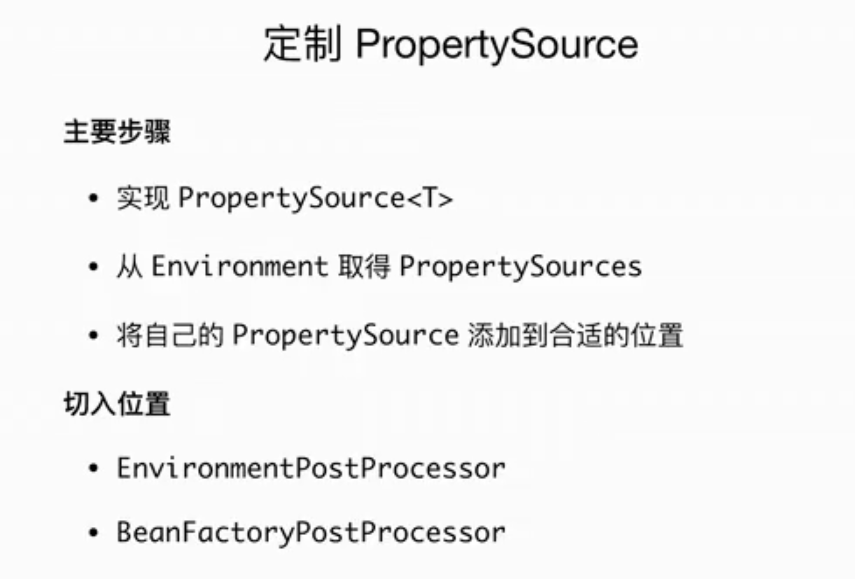 定制 PropertySource
主要步骤
• 实现 PropertySource<T>
• 从 Environment 取得 PropertySources
• 将自己的 PropertySource 添加到合适的位置
切入位置
• EnvironmentPostProcessor
• BeanFactoryPostProcessor